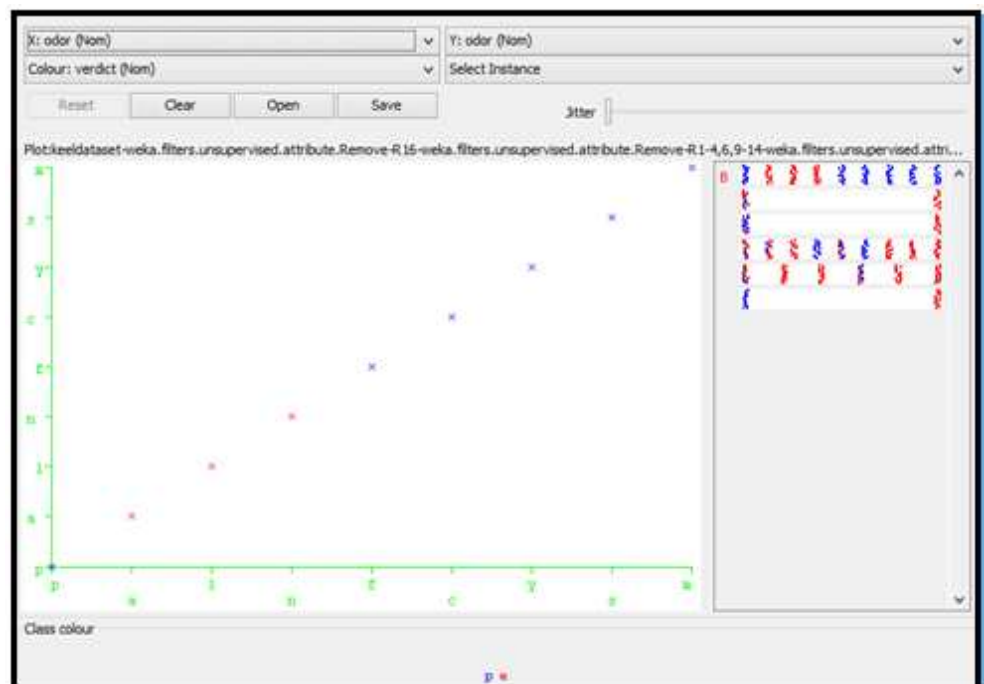 X: odor (Nom)
Y: odor (Nom)
Colour: verdict (Nom)
Select Instance
Reset
Clear
Open
Save
Jitter
Plot:keeldataset-weka.filters.unsupervised.attribute.Remove-R16-weka.filters.unsupervised.attribute.Remove-R1-4,6,9-14-weka.filters.unsupervised.attri...
B
y
c
f
n
l
p
p
l
n
f
y
c
Class colour
p e